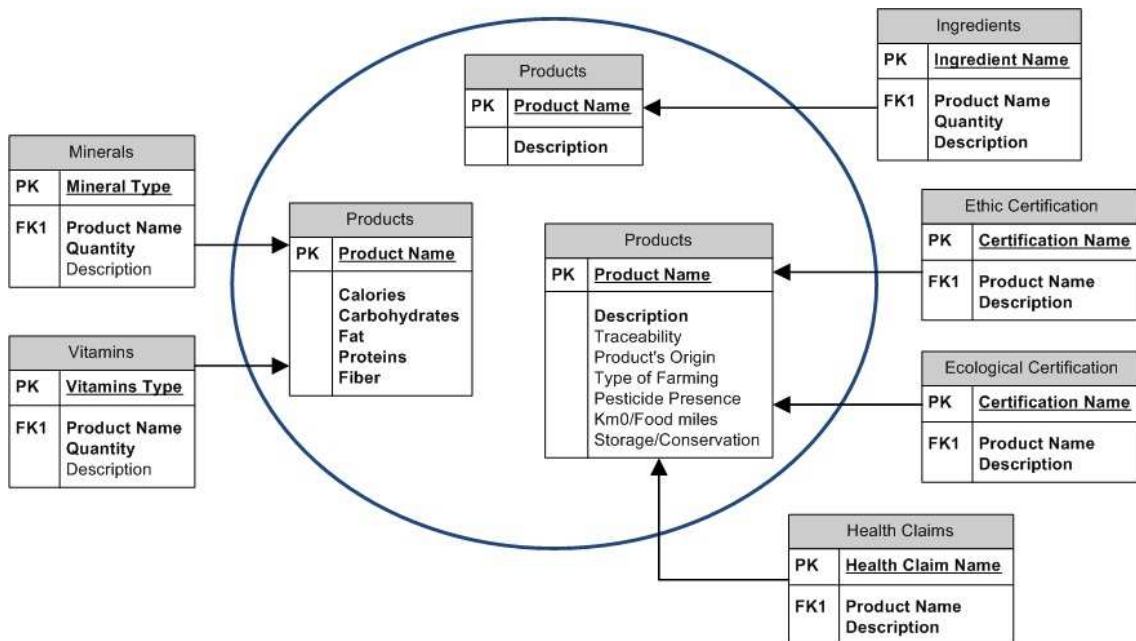 Ingredients
PK Ingredient Name
FK1 Product Name
Quantity
Description
Products
PK Product Name
Description
Minerals
PK Mineral Type
FK1 Product Name
Quantity
Description
Products
PK Product Name
Calories
Carbohydrates
Fat
Proteins
Fiber
Products
PK Product Name
Description
Traceability
Product's Origin
Type of Farming
Pesticide Presence
Km0/Food miles
Storage/Conservation
Ethic Certification
PK Certification Name
FK1 Product Name
Description
Vitamins
PK Vitamins Type
FK1 Product Name
Quantity
Description
Ecological Certification
PK Certification Name
FK1 Product Name
Description
Health Claims
PK Health Claim Name
FK1 Product Name
Description